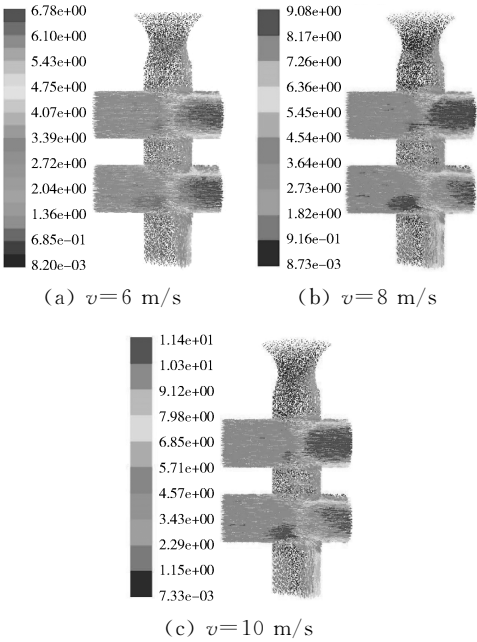 6.78e+00
6.10e+00
5.43e+00
4.75e+00
4.07e+00
3.39e+00
2.72e+00
2.04e+00
1.36e+00
6.85e−01
8.20e−03
(a) v=6 m/s
9.08e+00
8.17e+00
7.26e+00
6.36e+00
5.45e+00
4.54e+00
3.64e+00
2.73e+00
1.82e+00
9.16e−01
8.73e−03
(b) v=8 m/s
1.14e+01
1.03e+01
9.12e+00
7.98e+00
6.85e+00
5.71e+00
4.57e+00
3.43e+00
2.29e+00
1.15e+00
7.33e−03
(c) v=10 m/s